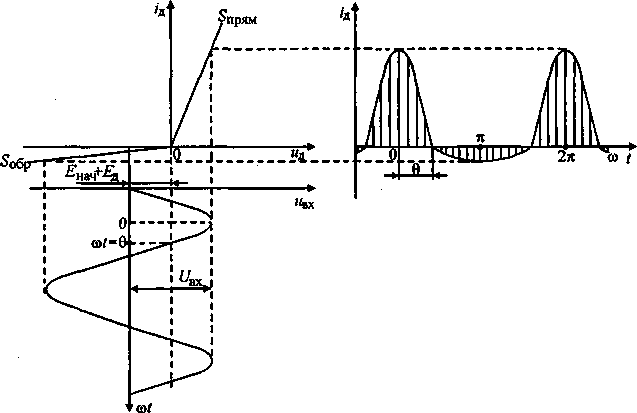 iд
Sпрям
iд
0
uд
Sобр
Eнач+Eд
uвх
0
ωt=θ
Uвх
ωt
0
π
2π
ω t
θ